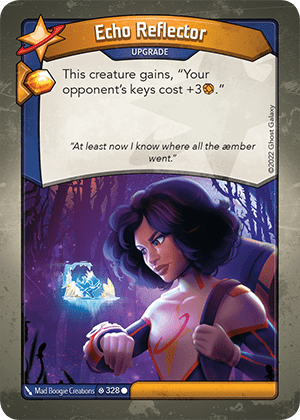 Echo Reflector
UPGRADE
This creature gains, “Your
opponent’s keys cost +3.”
“At least now I know where all the æmber
went.”
©2022 Ghost Galaxy
Mad Boogie Creations 328